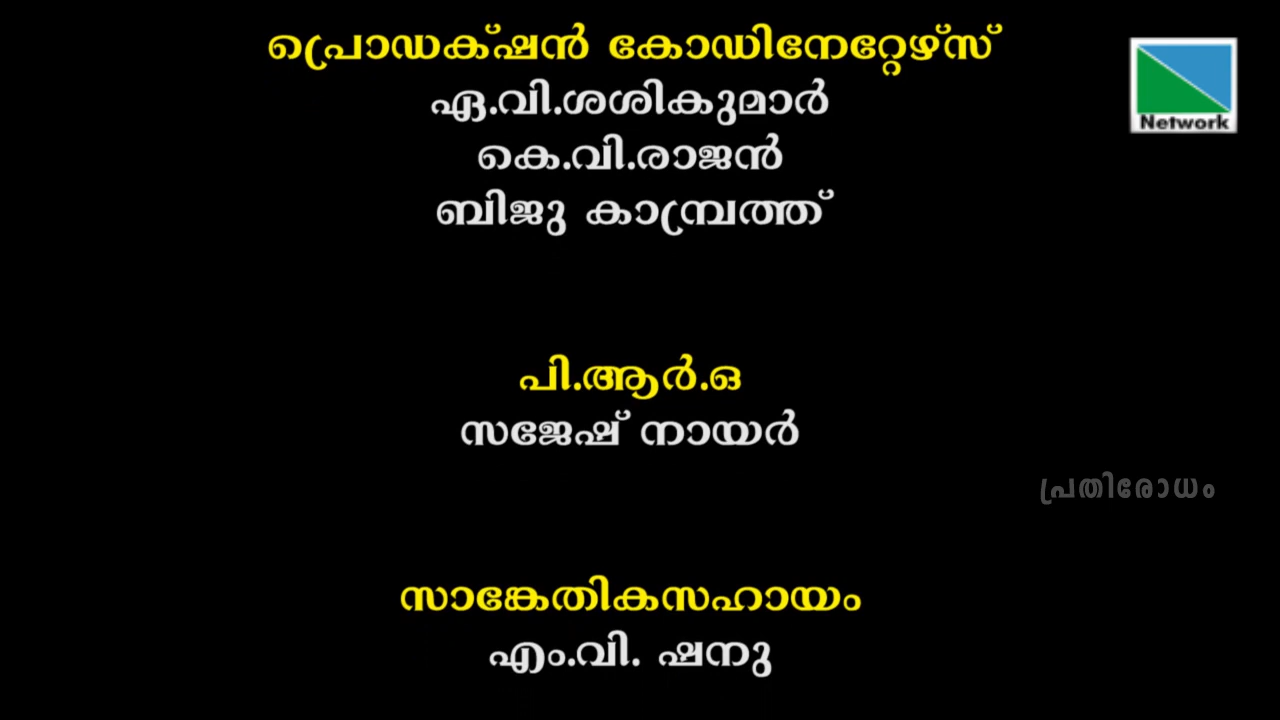 പ്രൊഡക്ഷൻ കോഡിനേറ്റേഴ്സ്
ഏ.വി.ശശികുമാർ
Network
കെ.വി.രാജൻ
ബിജു കാമ്പ്രത്ത്
പി.ആർ.ഒ
സജേഷ് നായർ
പ്രതിരോധം
സാങ്കേതികസഹായം
എം.വി. ഷനു